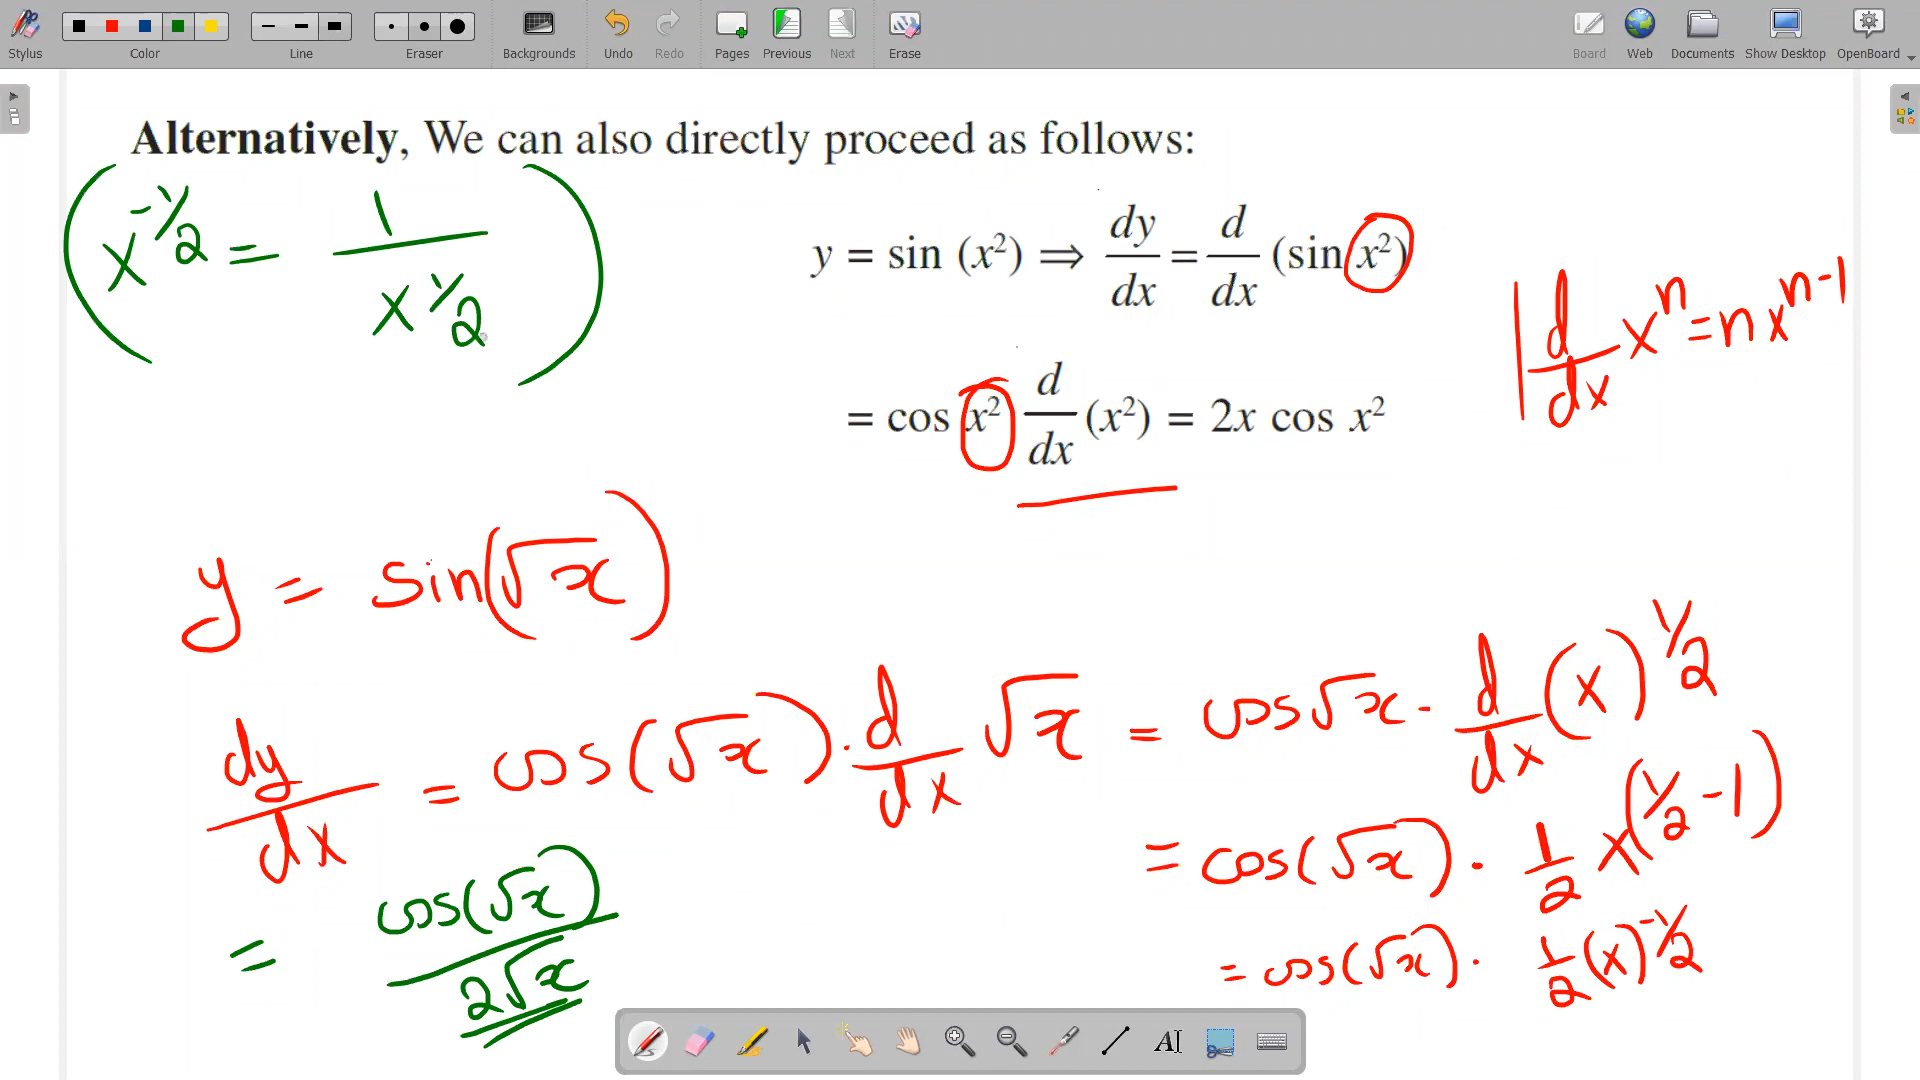 Stylus Color Line Eraser Backgrounds Undo Redo Pages Previous Next Erase Board Web Documents Show Desktop OpenBoard
Alternatively, We can also directly proceed as follows:
(x^{-1/2} = 1/x^{1/2})
y = sin (x²) ⇒ dy/dx = d/dx (sin x²)
d/dx x^n = n x^{n-1}
= cos x² d/dx (x²) = 2x cos x²
y = sin(√x)
dy/dx = cos(√x) · d/dx √x = cos√x · d/dx (x)^{1/2}
= cos(√x) · 1/2 x^{(1/2 - 1)}
= cos(√x) · 1/2 (x)^{-1/2}
= cos(√x)/2√x